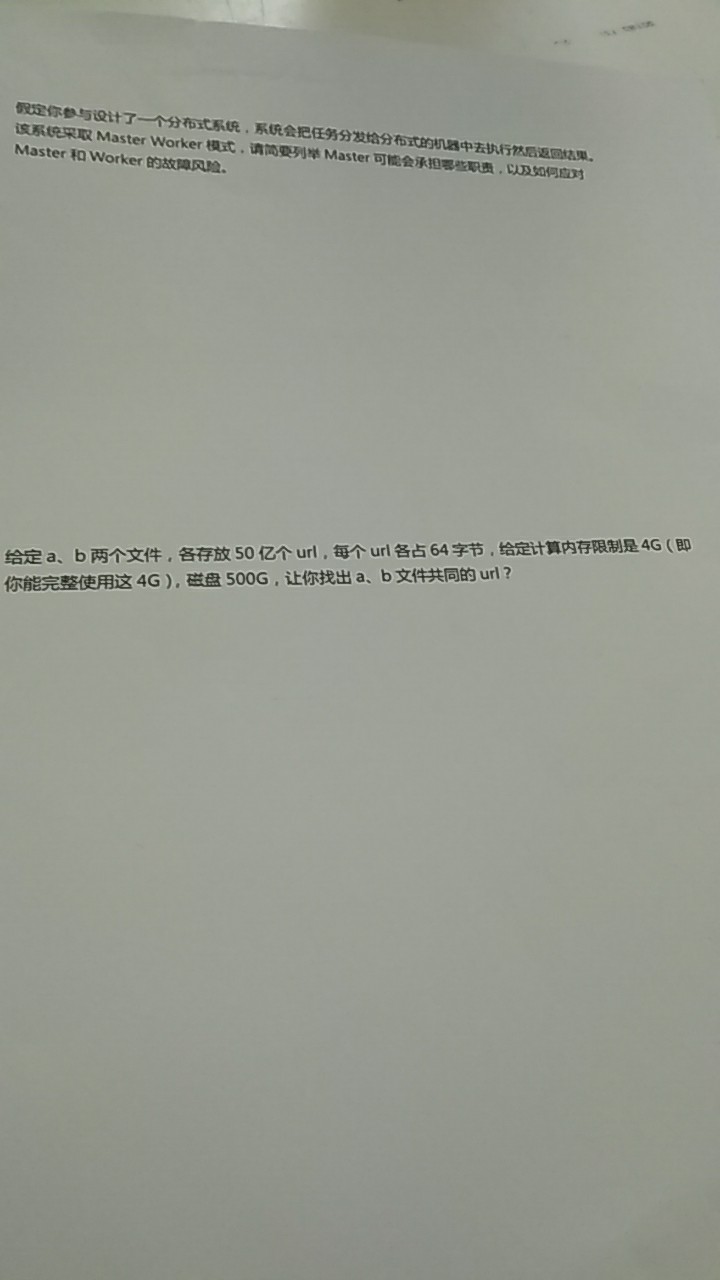 假定你参与设计了一个分布式系统，系统会把任务分发给分布式的机器中去执行然后返回结果。
该系统采取 Master Worker 模式，请简要列举 Master 可能会承担哪些职责，以及如何应对
Master 和 Worker 的故障风险。
给定 a、b 两个文件，各存放 50 亿个 url，每个 url 各占 64 字节，给定计算内存限制是 4G（即
你能完整使用这 4G），磁盘 500G，让你找出 a、b 文件共同的 url？